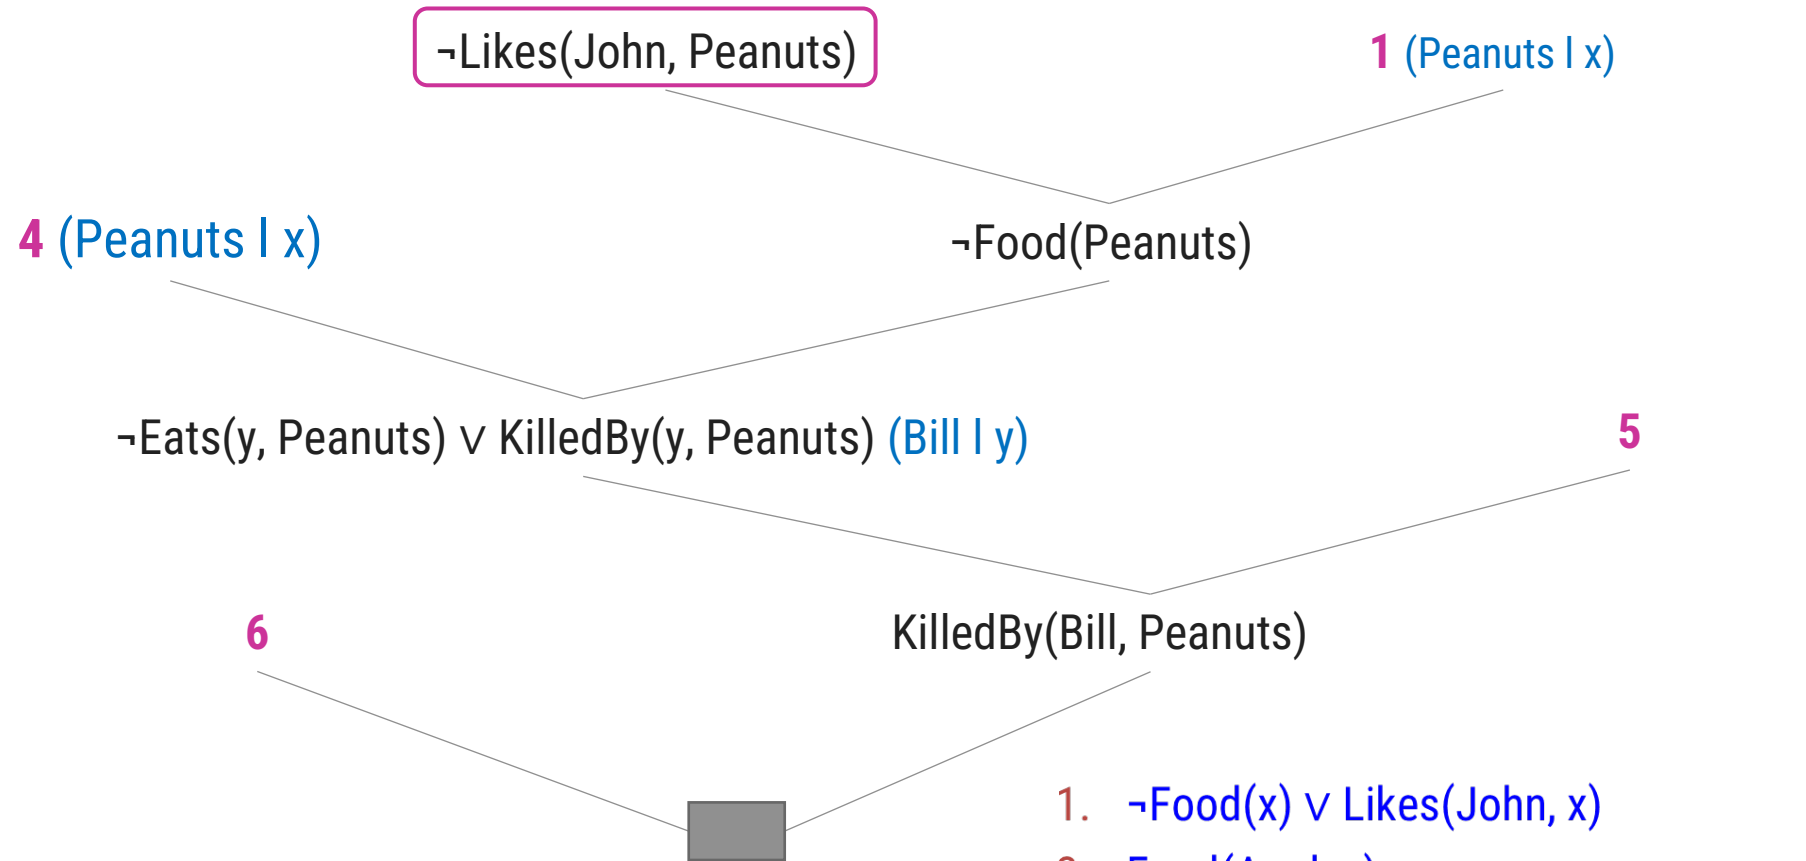 ¬Likes(John, Peanuts)
1 (Peanuts l x)
4 (Peanuts l x)
¬Food(Peanuts)
¬Eats(y, Peanuts) ∨ KilledBy(y, Peanuts) (Bill l y)
5
6
KilledBy(Bill, Peanuts)
1. ¬Food(x) ∨ Likes(John, x)